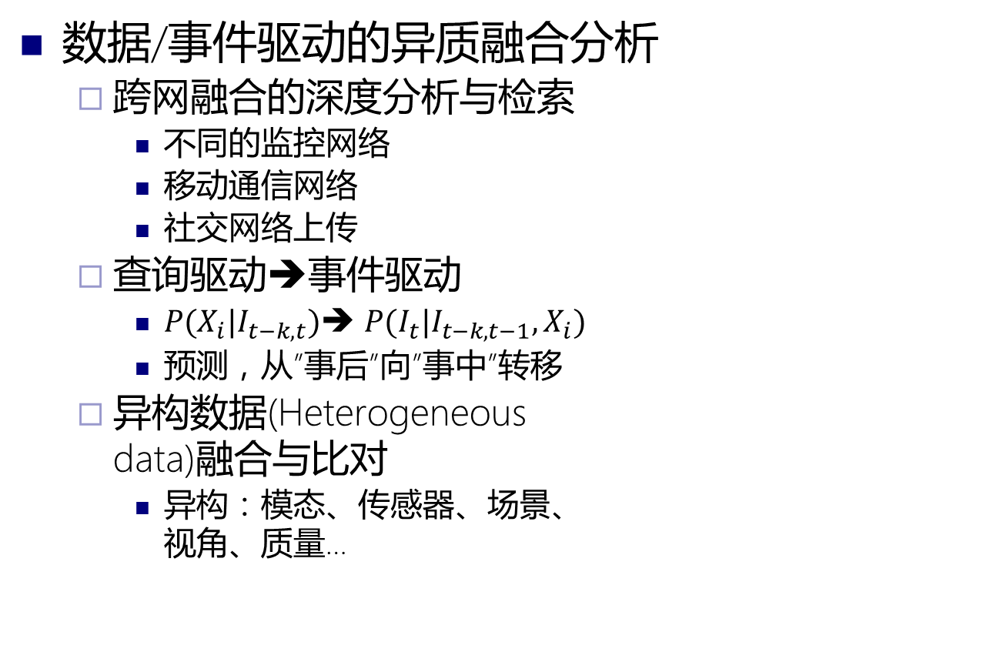 ■ 数据/事件驱动的异质融合分析
□ 跨网融合的深度分析与检索
■ 不同的监控网络
■ 移动通信网络
■ 社交网络上传
□ 查询驱动➔事件驱动
■ $P(X_i|I_{t-k,t})$➔ $P(I_t|I_{t-k,t-1}, X_i)$
■ 预测，从"事后"向"事中"转移
□ 异构数据(Heterogeneous
data)融合与比对
■ 异构：模态、传感器、场景、
视角、质量…